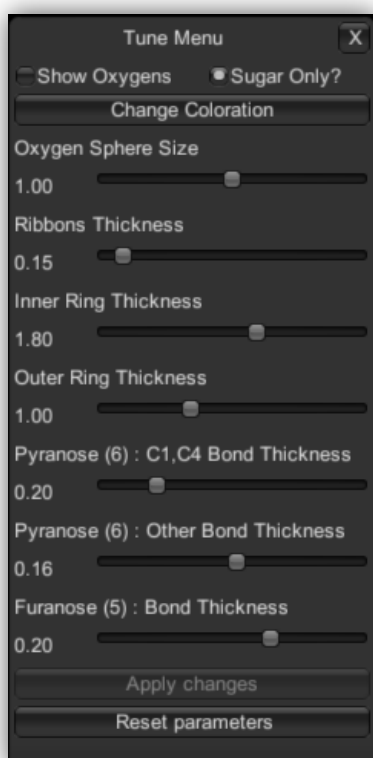 Tune Menu X
Show Oxygens Sugar Only?
Change Coloration
Oxygen Sphere Size
1.00
Ribbons Thickness
0.15
Inner Ring Thickness
1.80
Outer Ring Thickness
1.00
Pyranose (6) : C1,C4 Bond Thickness
0.20
Pyranose (6) : Other Bond Thickness
0.16
Furanose (5) : Bond Thickness
0.20
Apply changes
Reset parameters